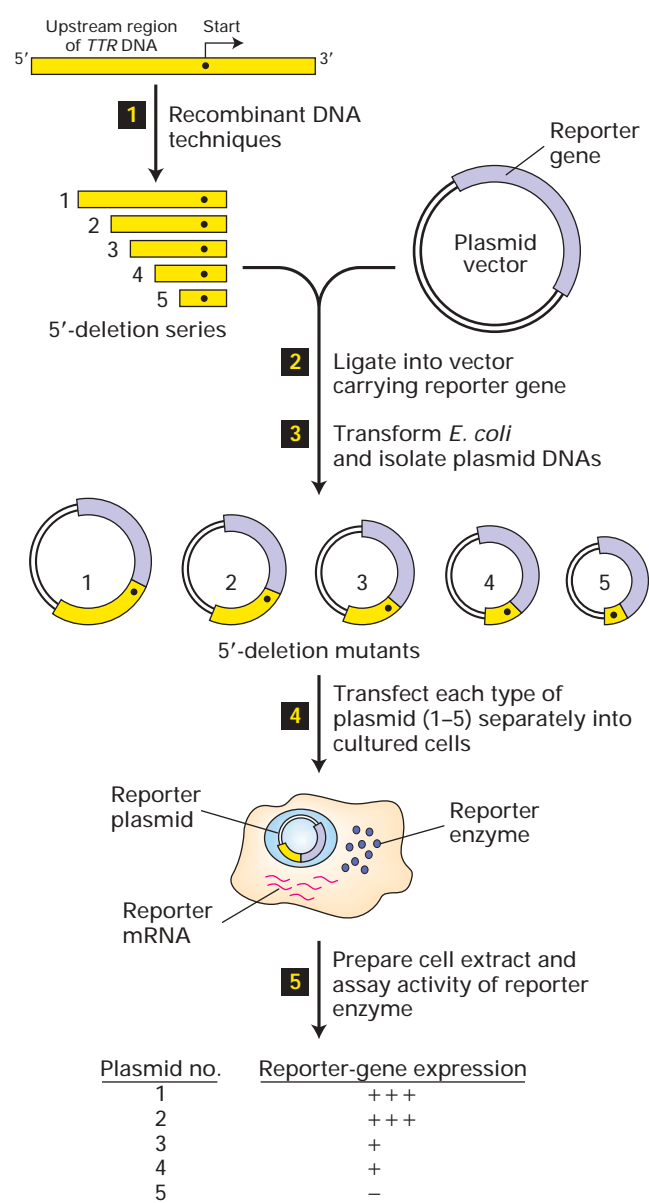 Upstream region
of TTR DNA
Start
5′
3′
1 Recombinant DNA
techniques
Reporter
gene
Plasmid
vector
1
2
3
4
5
5′-deletion series
2 Ligate into vector
carrying reporter gene
3 Transform E. coli
and isolate plasmid DNAs
1 2 3 4 5
5′-deletion mutants
4 Transfect each type of
plasmid (1–5) separately into
cultured cells
Reporter
plasmid
Reporter
enzyme
Reporter
mRNA
5 Prepare cell extract and
assay activity of reporter
enzyme
Plasmid no. Reporter-gene expression
1 +++
2 +++
3 +
4 +
5 –